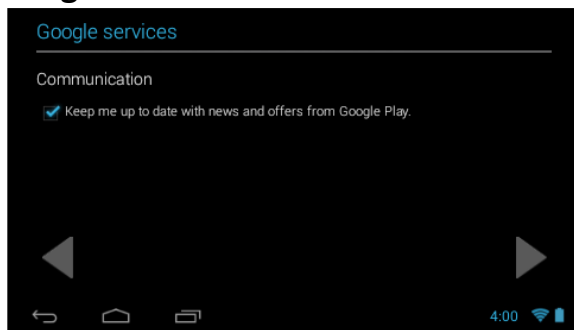 Google services
Communication
Keep me up to date with news and offers from Google Play.
4:00